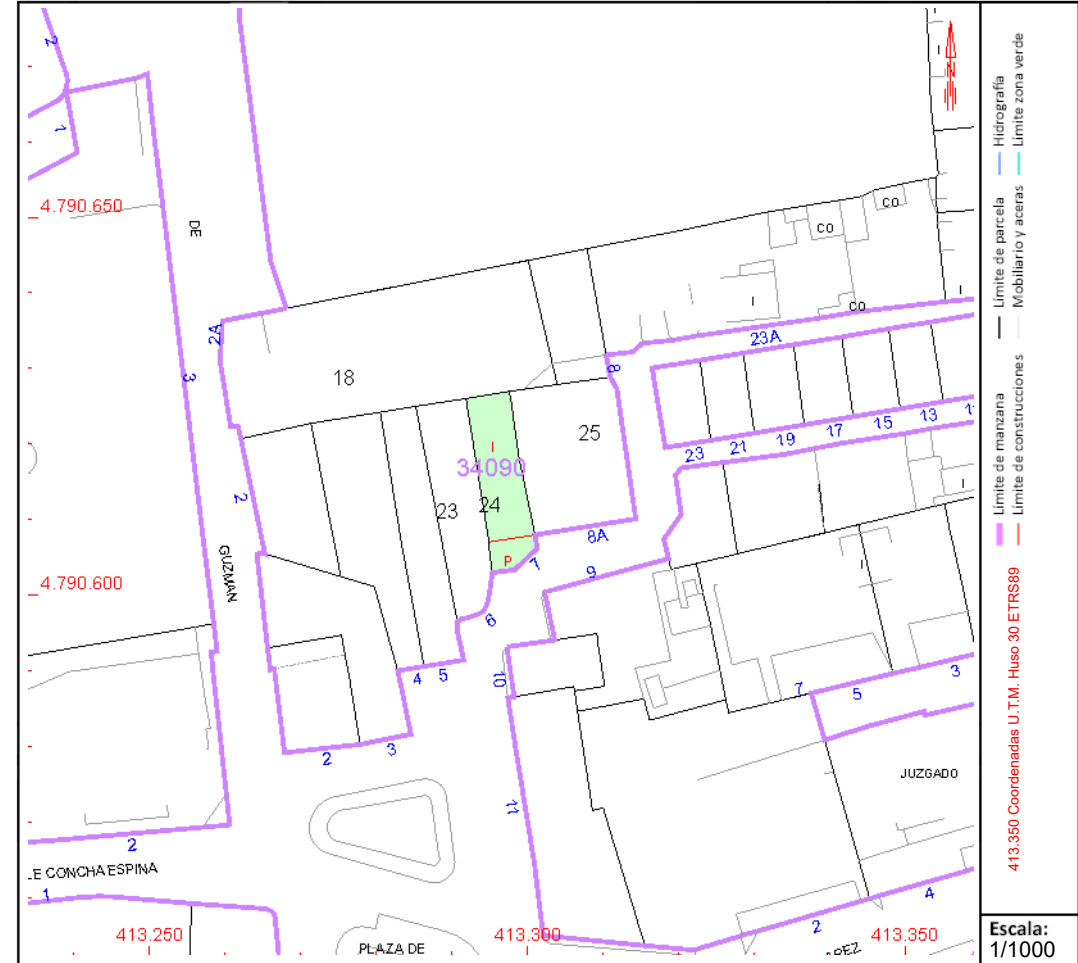 2
7
4.790.650
DE
2A
3
18
CO
CO
CO
I
I
23A
8
23
21
19
17
15
13
25
I
34090
24
23
2
8A
P
7
9
6
GUZMAN
4.790.600
4
5
10
2
3
7
5
3
11
JUZGADO
2
.E CONCHA ESPINA
1
4
2
413.250
413.300
413.350
PLAZA DE
REZ
N
Límite de manzana
Límite de construcciones
Límite de parcela
Mobiliario y aceras
Hidrografía
Límite zona verde
413.350 Coordenadas U.T.M. Huso 30 ETRS89
Escala:
1/1000